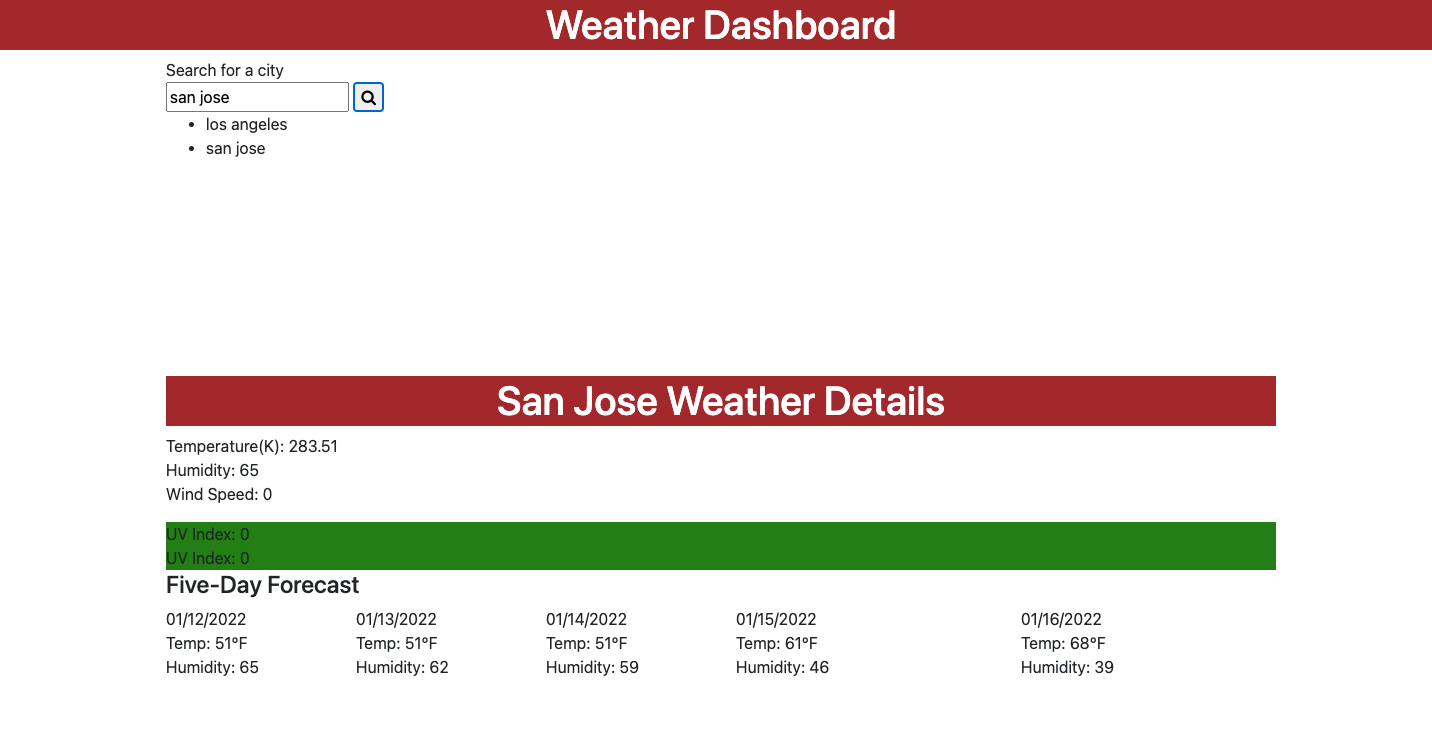 Weather Dashboard
Search for a city
san jose
los angeles
san jose
San Jose Weather Details
Temperature(K): 283.51
Humidity: 65
Wind Speed: 0
UV Index: 0
UV Index: 0
Five-Day Forecast
01/12/2022 01/13/2022 01/14/2022 01/15/2022 01/16/2022
Temp: 51°F Temp: 51°F Temp: 51°F Temp: 61°F Temp: 68°F
Humidity: 65 Humidity: 62 Humidity: 59 Humidity: 46 Humidity: 39